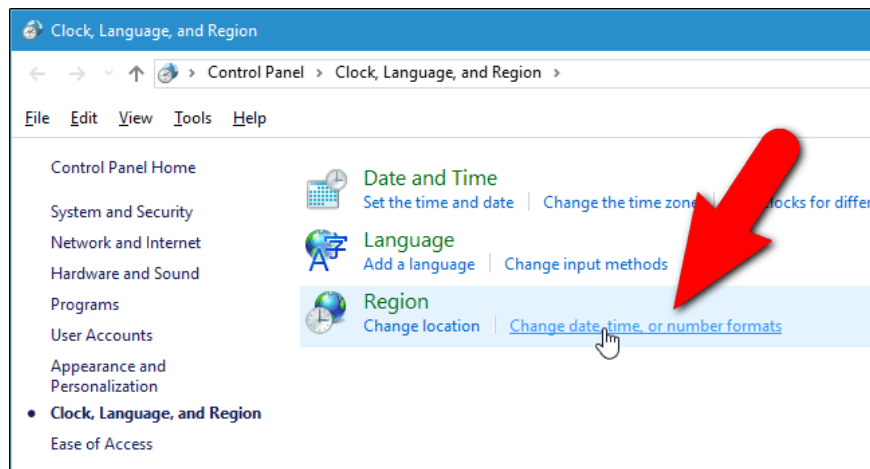 Clock, Language, and Region
Control Panel > Clock, Language, and Region >
File Edit View Tools Help
Control Panel Home
System and Security
Network and Internet
Hardware and Sound
Programs
User Accounts
Appearance and
Personalization
Clock, Language, and Region
Ease of Access
Date and Time
Set the time and date Change the time zone for
Language
Add a language Change input methods
Region
Change location Change date, time, or number formats